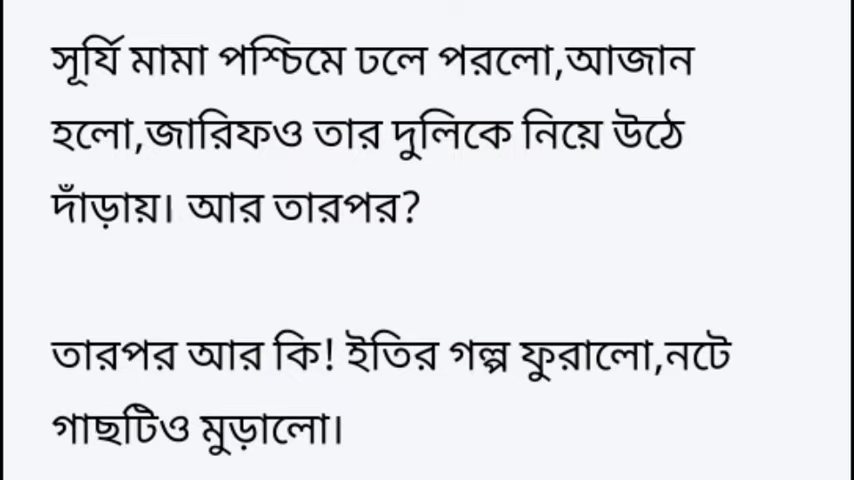 সূর্যি মামা পশ্চিমে ঢলে পরলো,আজান
হলো,জারিফও তার দুলিকে নিয়ে উঠে
দাঁড়ায়। আর তারপর?
তারপর আর কি! ইতির গল্প ফুরালো,নটে
গাছটিও মুড়ালো।